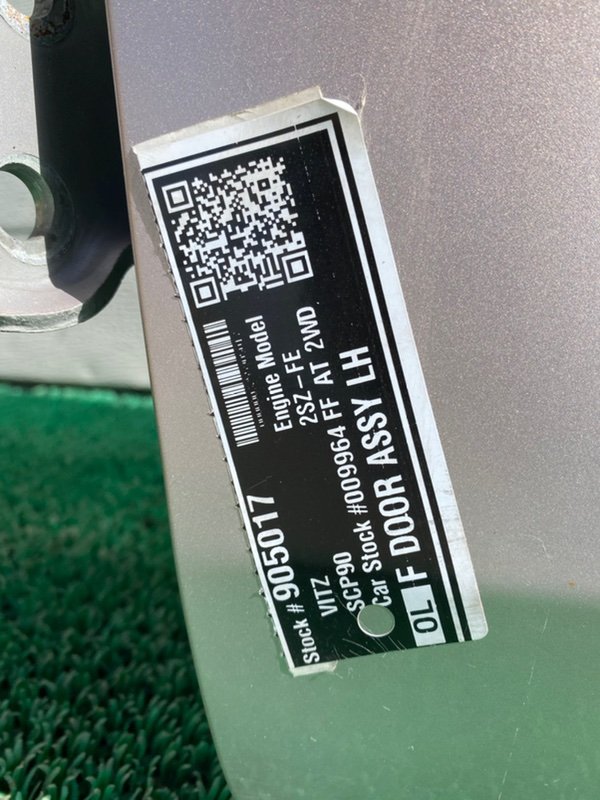 Stock # 905017
VITZ
Engine Model
SCP90
2SZ-FE
Car Stock #009964 FF AT 2WD
OL F DOOR ASSY LH